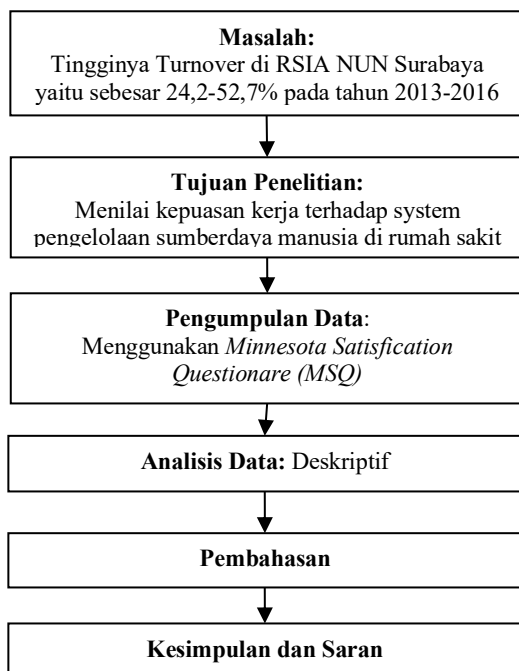 Masalah:
Tingginya Turnover di RSIA NUN Surabaya
yaitu sebesar 24,2-52,7% pada tahun 2013-2016
Tujuan Penelitian:
Menilai kepuasan kerja terhadap system
pengelolaan sumberdaya manusia di rumah sakit
Pengumpulan Data:
Menggunakan Minnesota Satisfication
Questionare (MSQ)
Analisis Data: Deskriptif
Pembahasan
Kesimpulan dan Saran